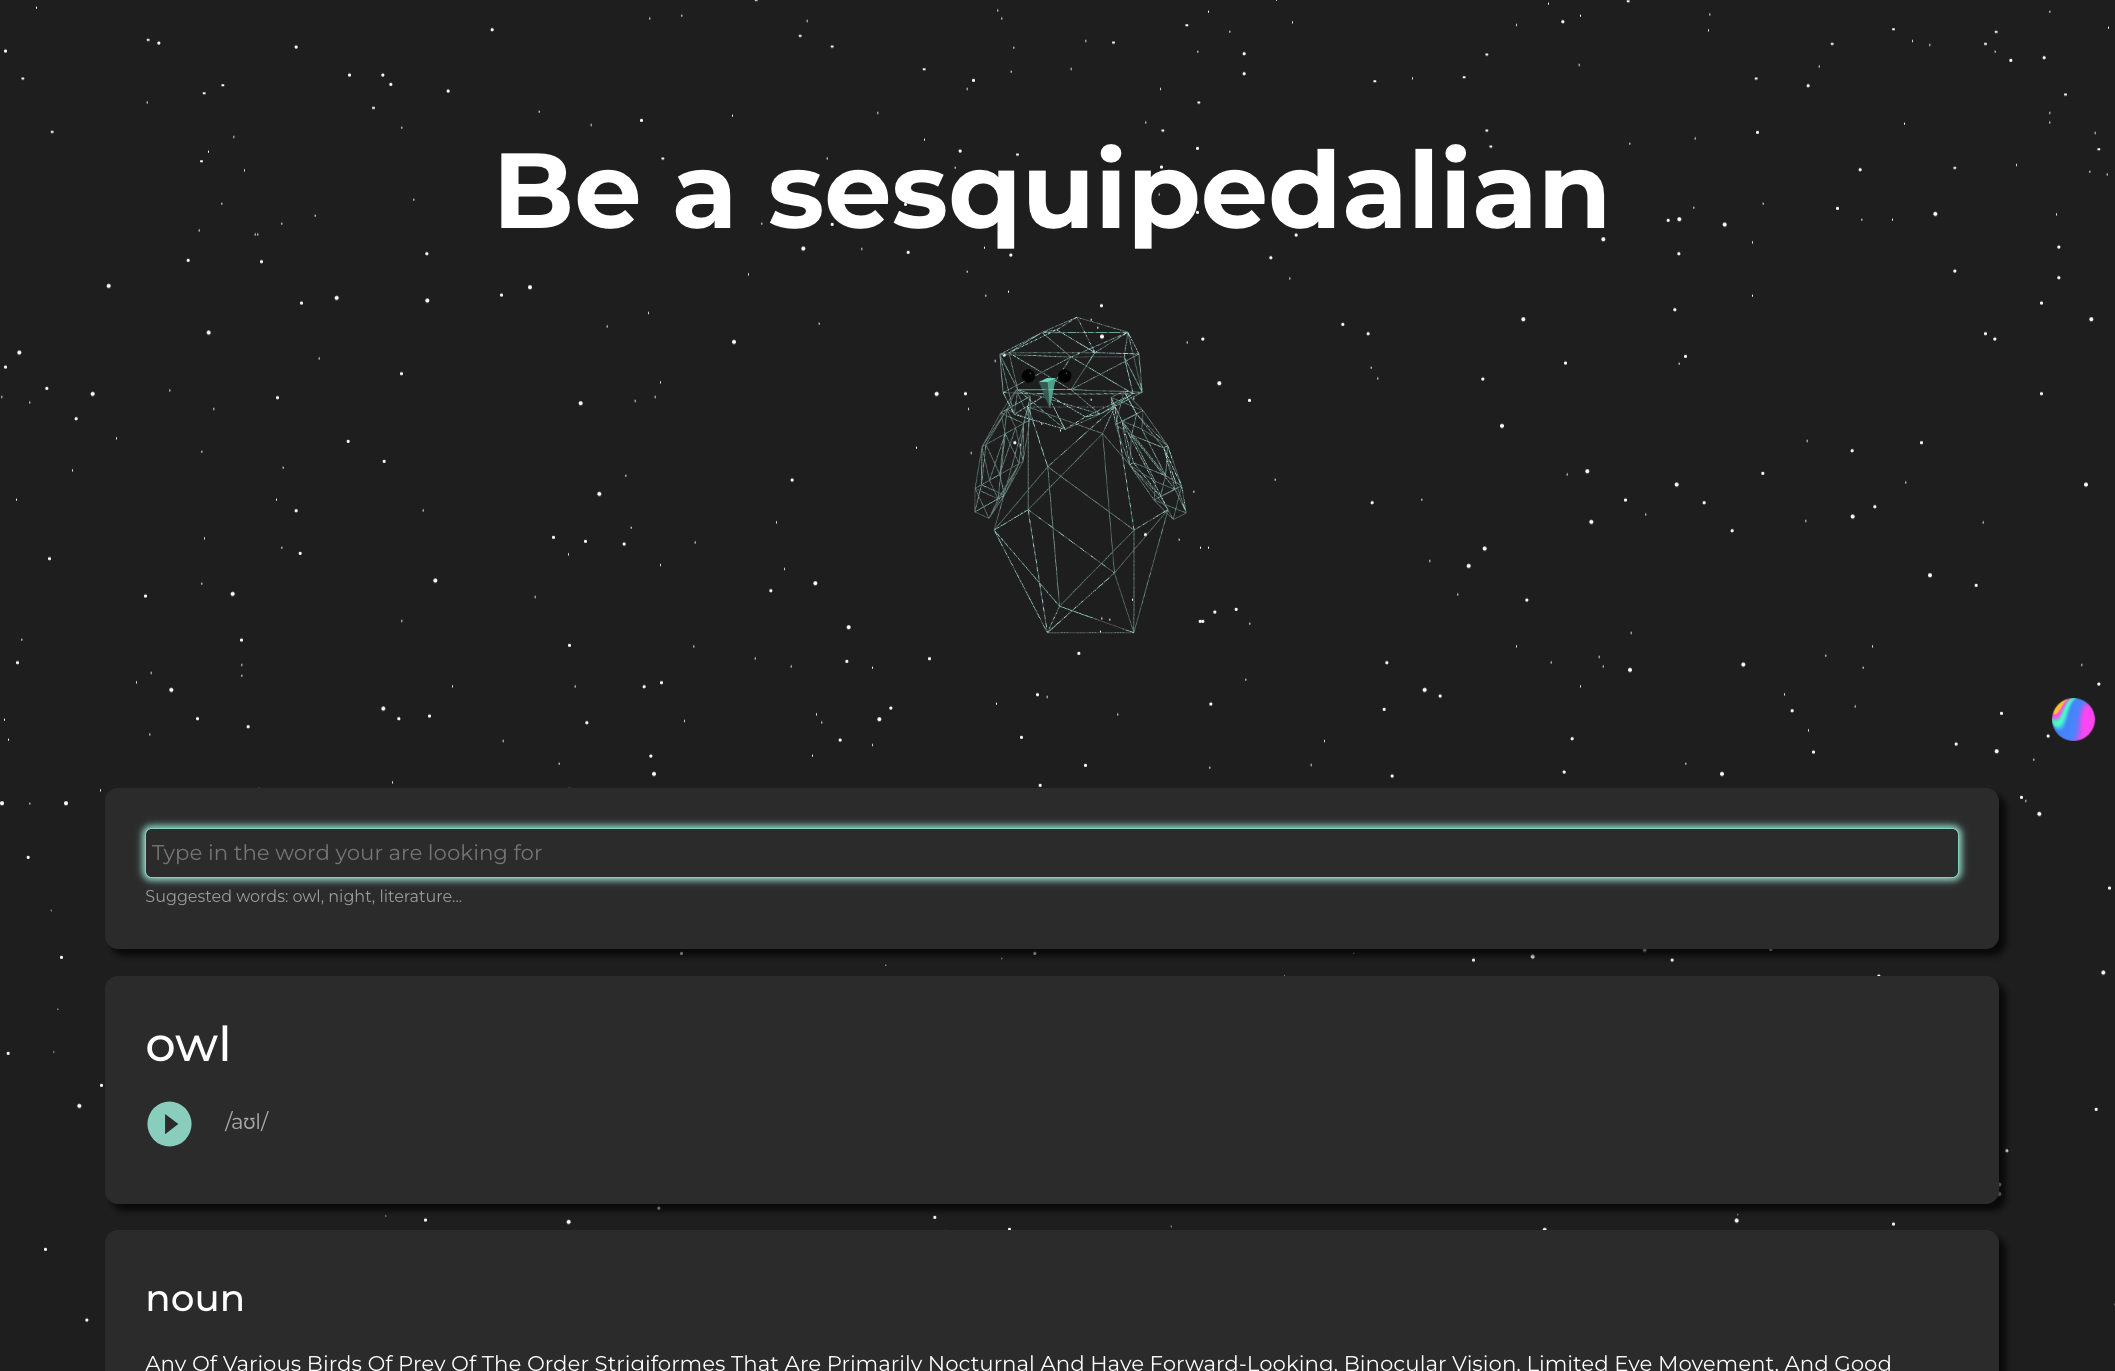 Be a sesquipedalian
Type in the word your are looking for
Suggested words: owl, night, literature...
owl
/aʊl/
noun
Any Of Various Birds Of Prey Of The Order Strigiformes That Are Primarily Nocturnal And Have Forward-Looking, Binocular Vision, Limited Eye Movement, And Good